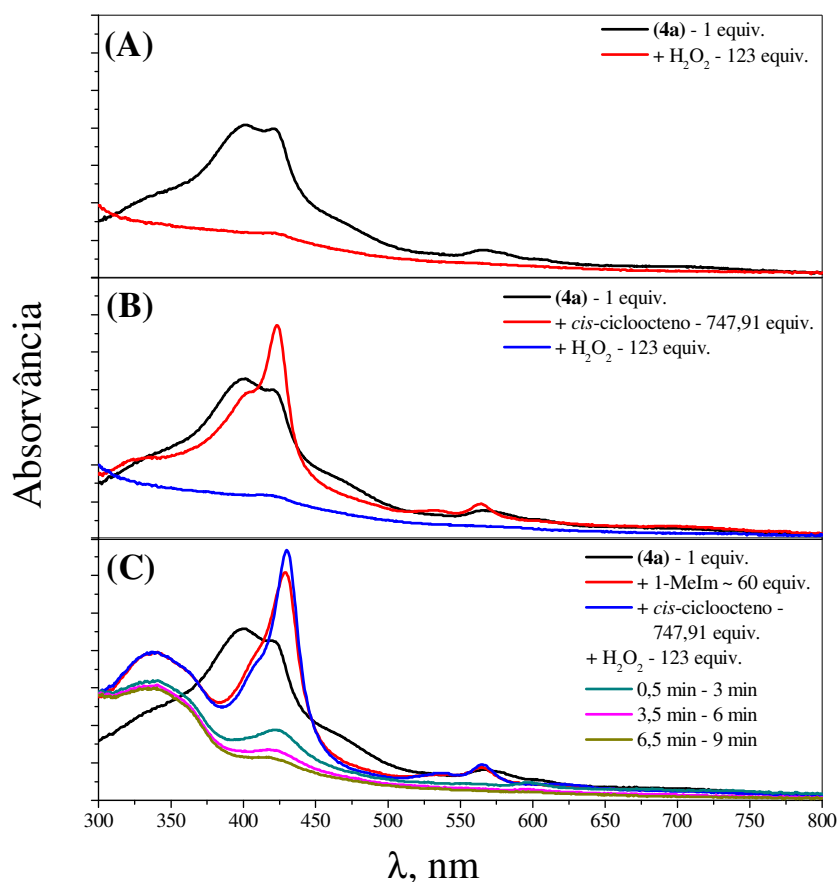 (A)
(4a) - 1 equiv.
+ H₂O₂ - 123 equiv.
(B)
(4a) - 1 equiv.
+ cis-cicloocteno - 747,91 equiv.
+ H₂O₂ - 123 equiv.
(C)
(4a) - 1 equiv.
+ 1-MeIm ~ 60 equiv.
+ cis-cicloocteno -
747,91 equiv.
+ H₂O₂ - 123 equiv.
0,5 min - 3 min
3,5 min - 6 min
6,5 min - 9 min
Absorvância
300 350 400 450 500 550 600 650 700 750 800
λ, nm